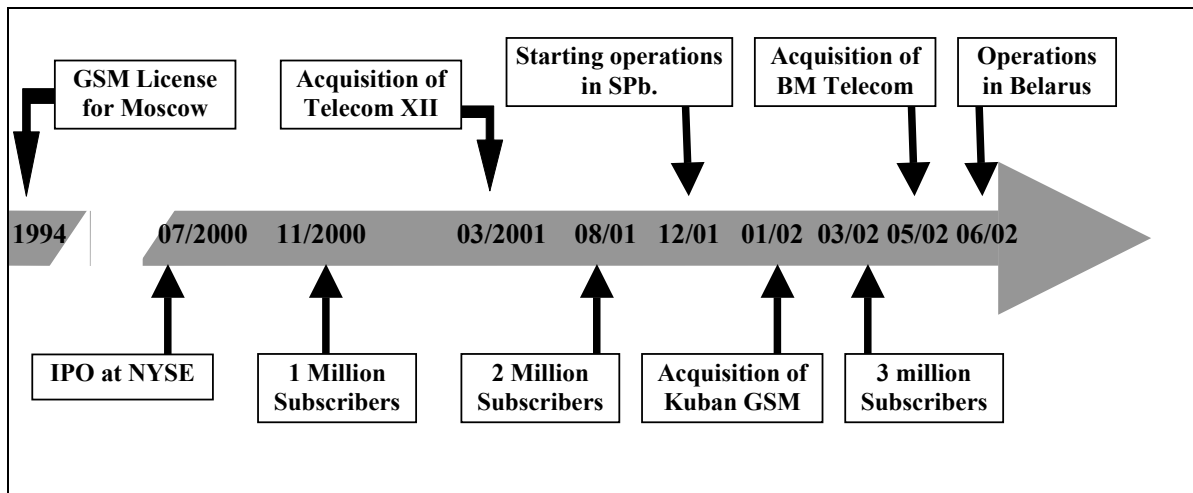 GSM License
for Moscow
Acquisition of
Telecom XII
Starting operations
in SPb.
Acquisition of
BM Telecom
Operations
in Belarus
1994 07/2000 11/2000 03/2001 08/01 12/01 01/02 03/02 05/02 06/02
IPO at NYSE
1 Million
Subscribers
2 Million
Subscribers
Acquisition of
Kuban GSM
3 million
Subscribers